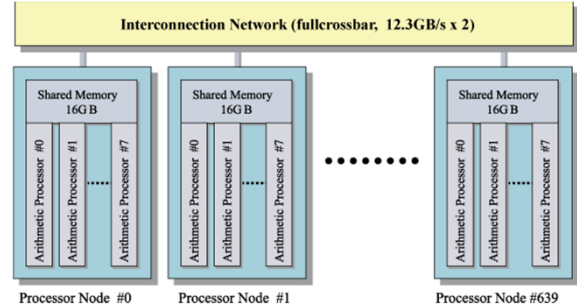 Interconnection Network (fullcrossbar, 12.3GB/s x 2)
Shared Memory
16GB
Arithmetic Processor #0
Arithmetic Processor #1
Arithmetic Processor #7
Processor Node #0
Shared Memory
16GB
Arithmetic Processor #0
Arithmetic Processor #1
Arithmetic Processor #7
Processor Node #1
Shared Memory
16GB
Arithmetic Processor #0
Arithmetic Processor #1
Arithmetic Processor #7
Processor Node #639